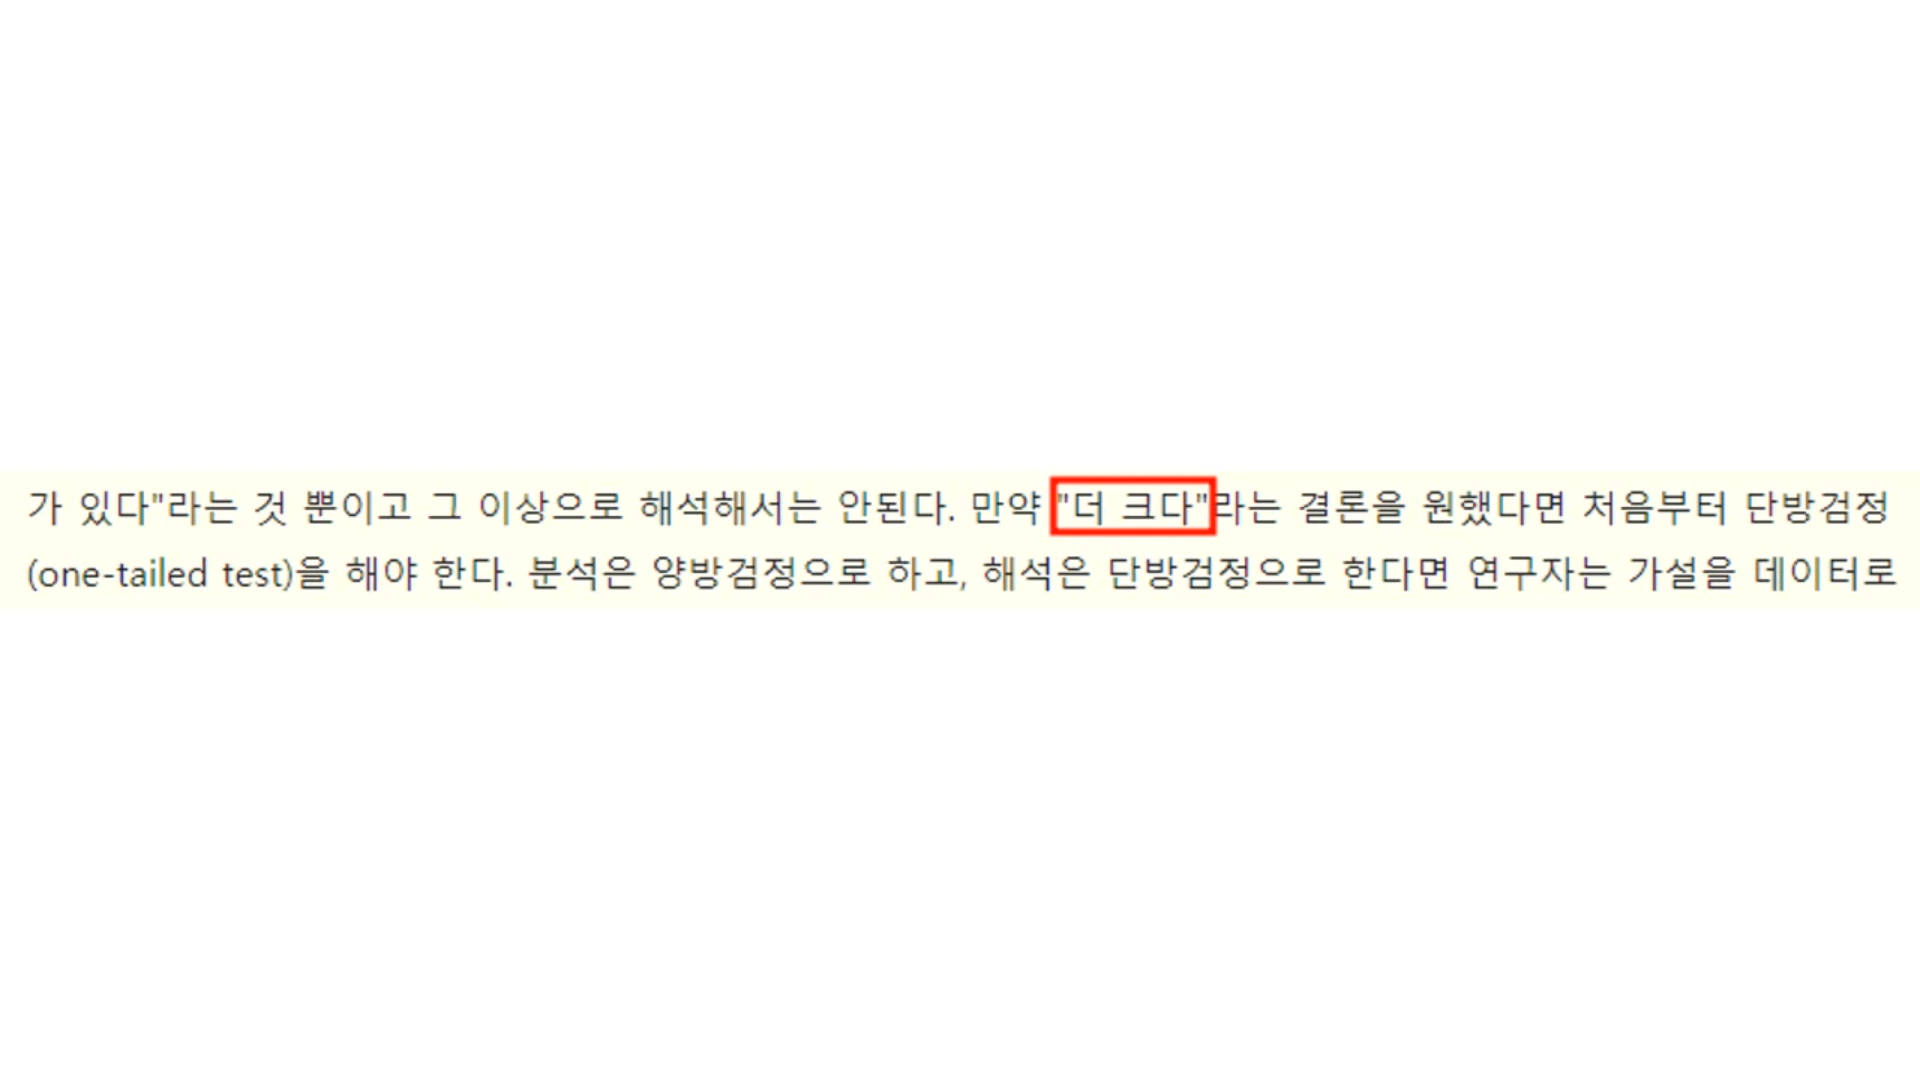 가 있다"라는 것 뿐이고 그 이상으로 해석해서는 안된다. 만약 "더 크다"라는 결론을 원했다면 처음부터 단방검정
(one-tailed test)을 해야 한다. 분석은 양방검정으로 하고, 해석은 단방검정으로 한다면 연구자는 가설을 데이터로